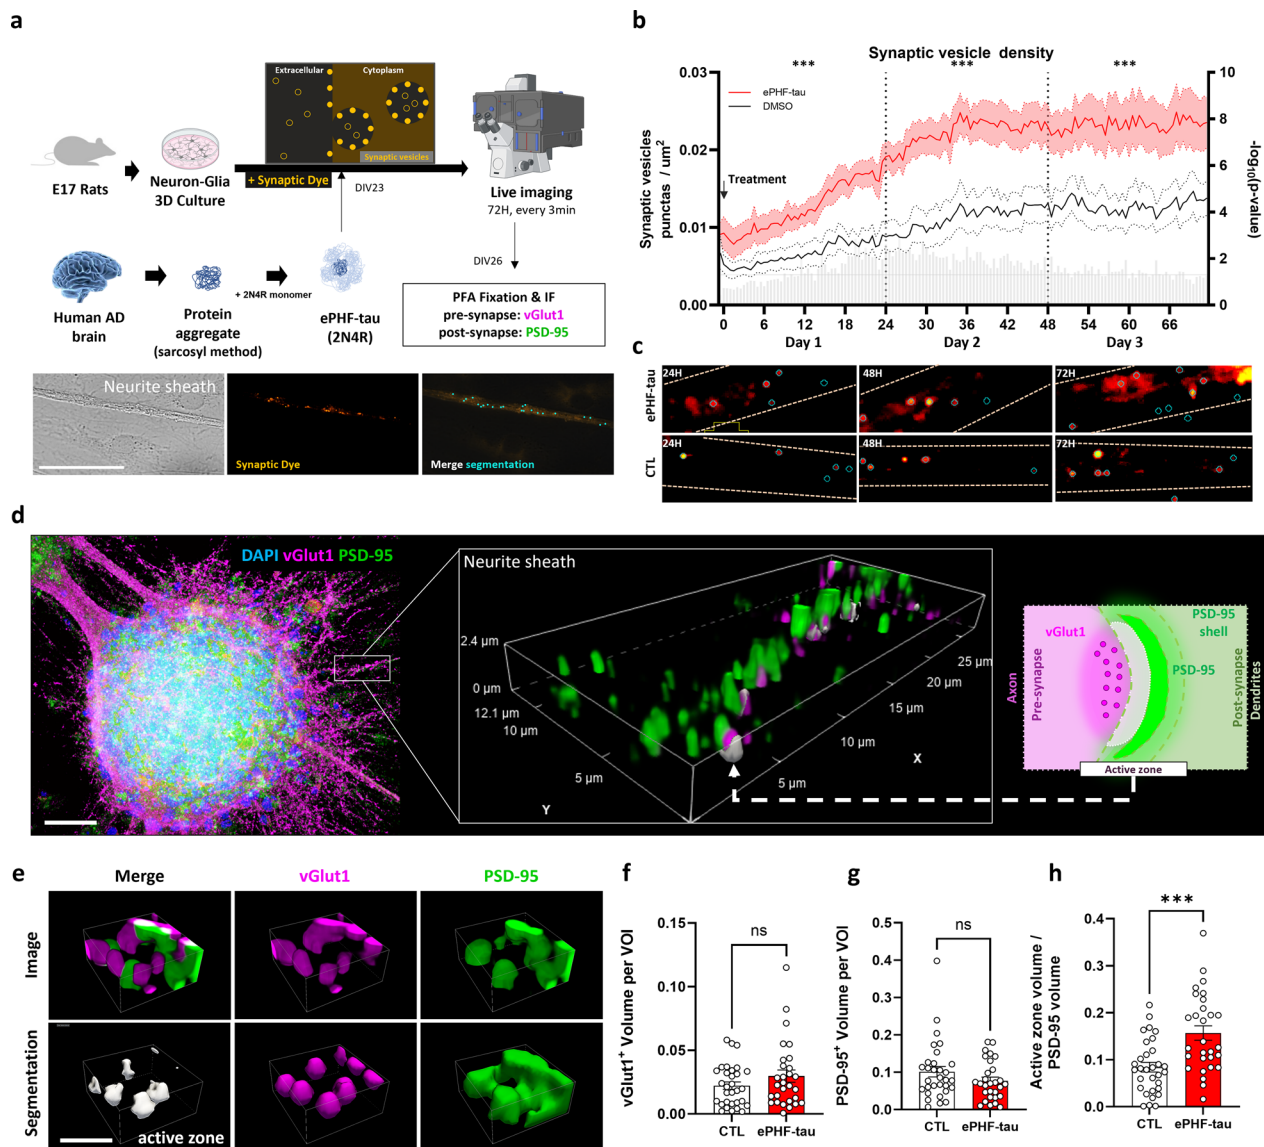 a
Extracellular
Cytoplasm
Synaptic vesicles
+ Synaptic Dye
DIV23
E17 Rats
Neuron-Glia
3D Culture
Live imaging
72H, every 3min
DIV26
Human AD
brain
Protein
aggregate
(sarcosyl method)
+ 2N4R monomer
ePHF-tau
(2N4R)
PFA Fixation & IF
pre-synapse: vGlut1
post-synapse: PSD-95
Neurite sheath
Synaptic Dye
Merge segmentation
b
Synaptic vesicle density
*** *** ***
ePHF-tau
DMSO
Treatment
Synaptic vesicles
punctas / um²
0.03
0.02
0.01
0.00
-log₁₀(p-value)
10
8
6
4
2
0
0 6 12 18 24 30 36 42 48 54 60 66
Day 1 Day 2 Day 3
c
ePHF-tau
24H 48H 72H
CTL
24H 48H 72H
d
DAPI vGlut1 PSD-95
Neurite sheath
2.4 µm
0 µm
12.1 µm
10 µm
5 µm
Y
5 µm
10 µm
15 µm
20 µm
25 µm
X
vGlut1
PSD-95
shell
PSD-95
Axon
Pre-synapse
Post-synapse
Dendrites
Active zone
e
Merge vGlut1 PSD-95
Image
Segmentation
active zone
f
vGlut1⁺ Volume per VOI
0.15
0.10
0.05
0.00
ns
CTL ePHF-tau
g
PSD-95⁺ Volume per VOI
0.5
0.4
0.3
0.2
0.1
0.0
ns
CTL ePHF-tau
h
Active zone volume /
PSD-95 volume
0.4
0.3
0.2
0.1
0.0
***
CTL ePHF-tau